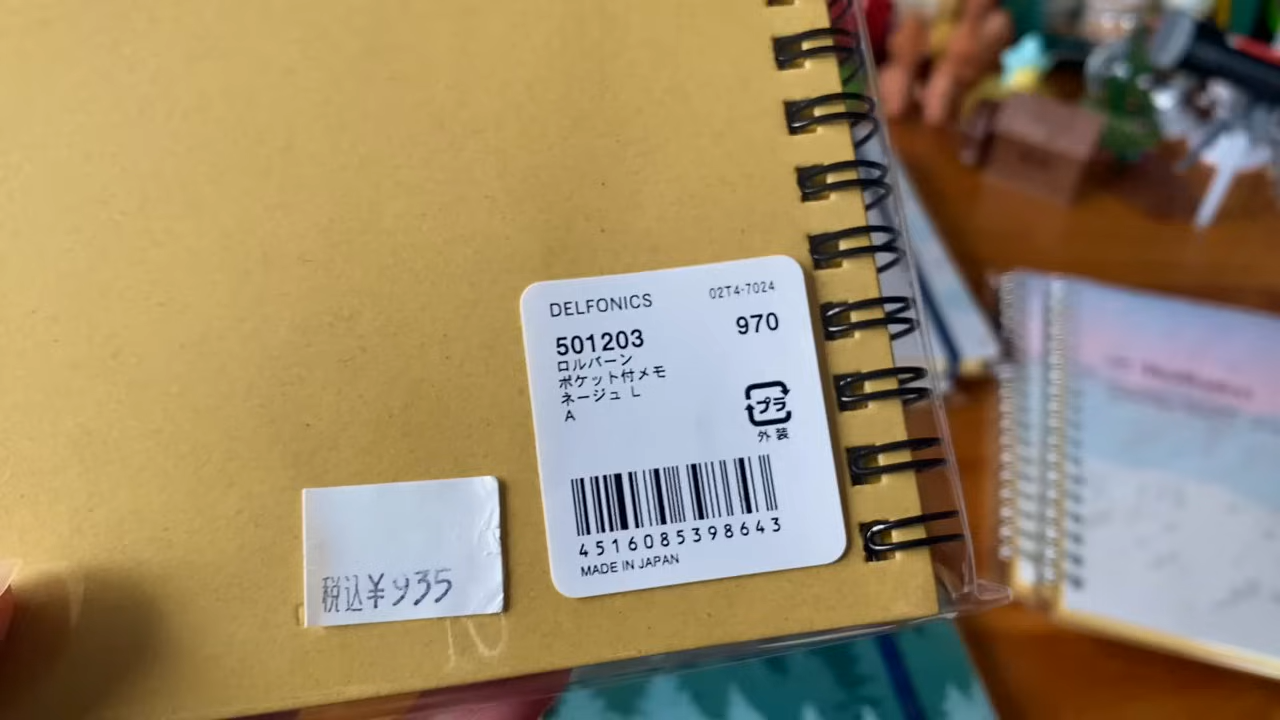 DELFONICS 02T4-7024
501203 970
ロルバーン
ポケット付メモ
ネージュ L
A
プラ
外装
4516085398643
MADE IN JAPAN
税込¥935